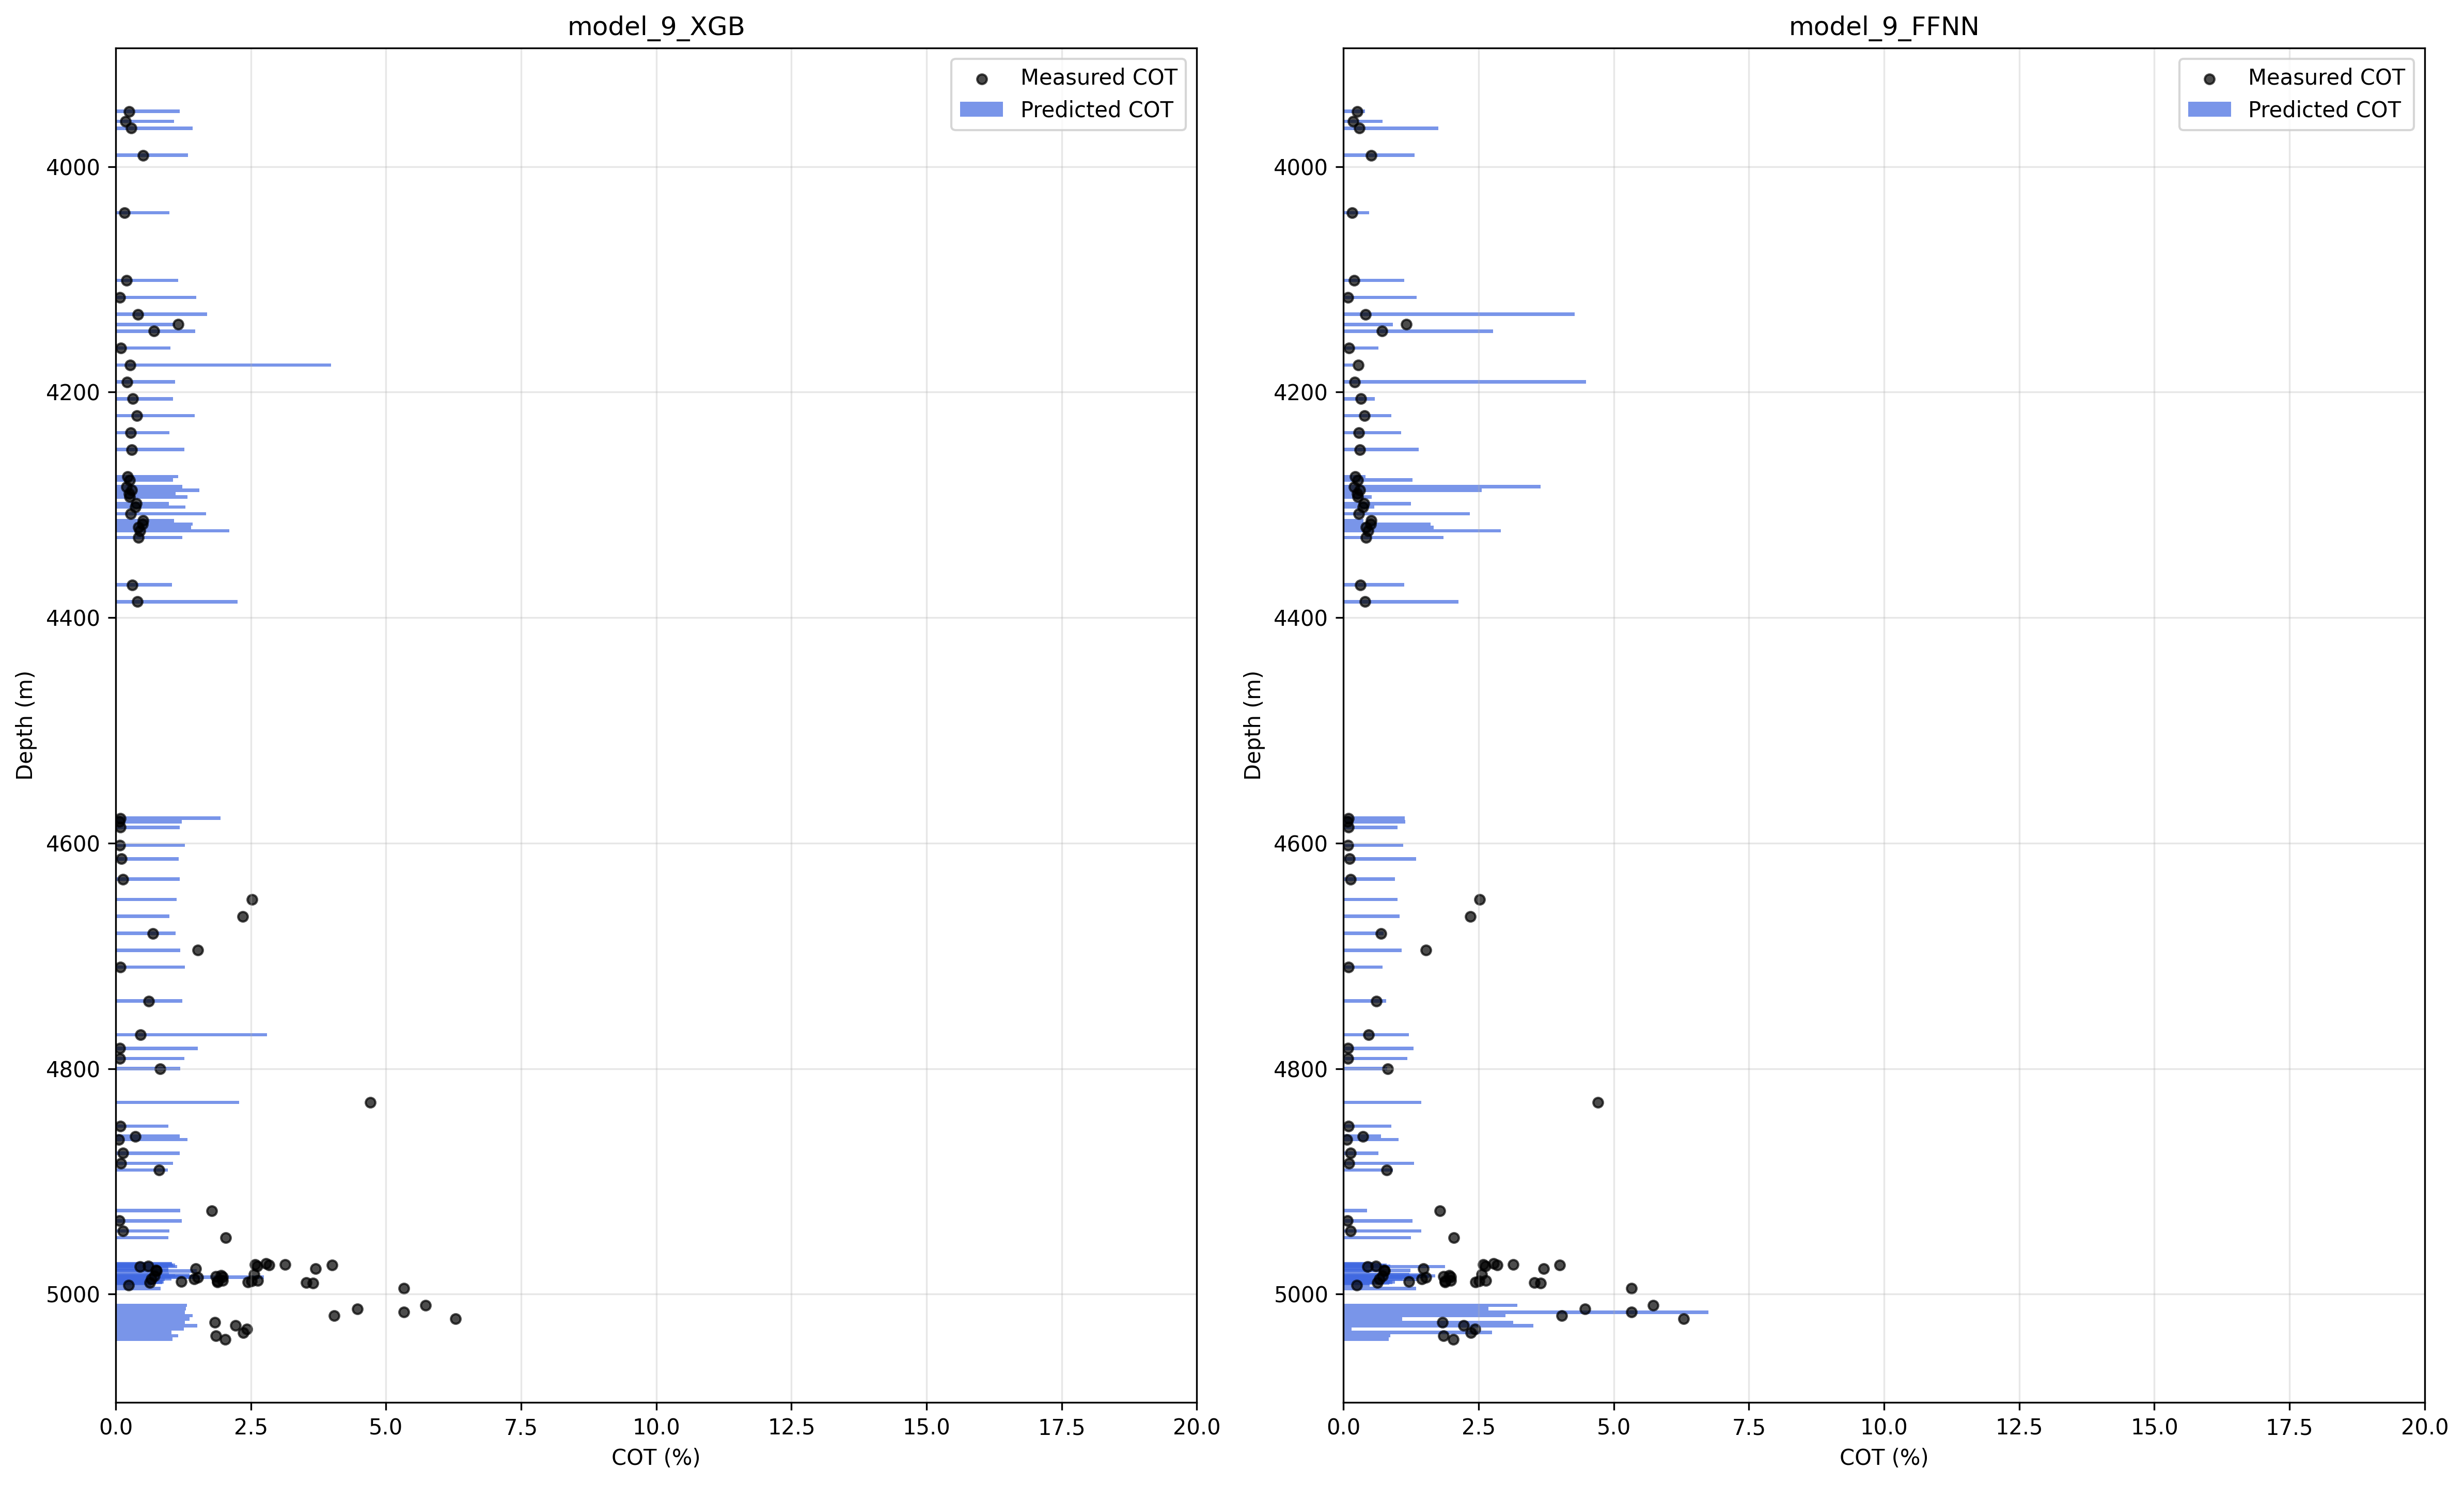 model_9_XGB
Measured COT
Predicted COT
4000
4200
4400
4600
4800
5000
Depth (m)
0.0 2.5 5.0 7.5 10.0 12.5 15.0 17.5 20.0
COT (%)
model_9_FFNN
Measured COT
Predicted COT
4000
4200
4400
4600
4800
5000
Depth (m)
0.0 2.5 5.0 7.5 10.0 12.5 15.0 17.5 20.0
COT (%)